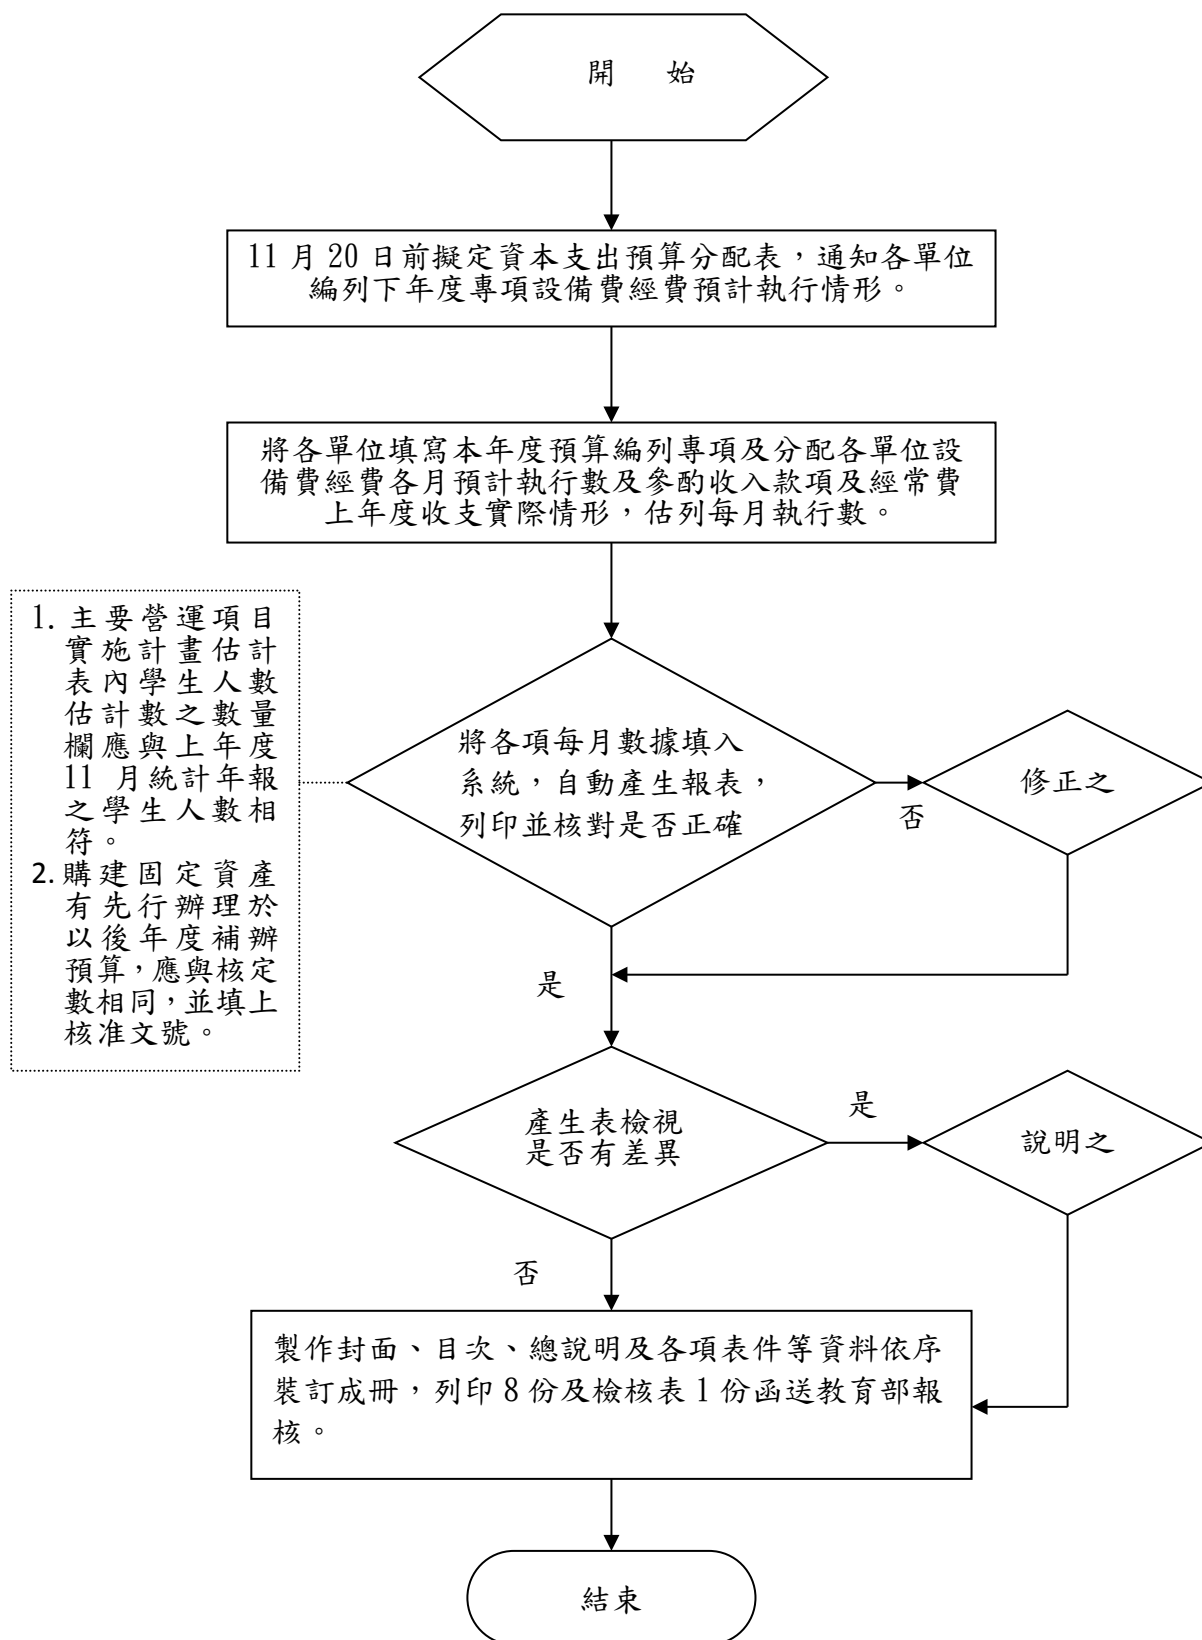 開 始
11 月 20 日前擬定資本支出預算分配表，通知各單位
編列下年度專項設備費經費預計執行情形。
將各單位填寫本年度預算編列專項及分配各單位設
備費經費各月預計執行數及參酌收入款項及經常費
上年度收支實際情形，估列每月執行數。
1. 主要營運項目
實施計畫估計
表內學生人數
估計數之數量
欄應與上年度
11 月統計年報
之學生人數相
符。
2. 購建固定資產
有先行辦理於
以後年度補辦
預算，應與核定
數相同，並填上
核准文號。
將各項每月數據填入
系統，自動產生報表，
列印並核對是否正確
否
修正之
是
產生表檢視
是否有差異
是
說明之
否
製作封面、目次、總說明及各項表件等資料依序
裝訂成冊，列印 8 份及檢核表 1 份函送教育部報
核。
結束